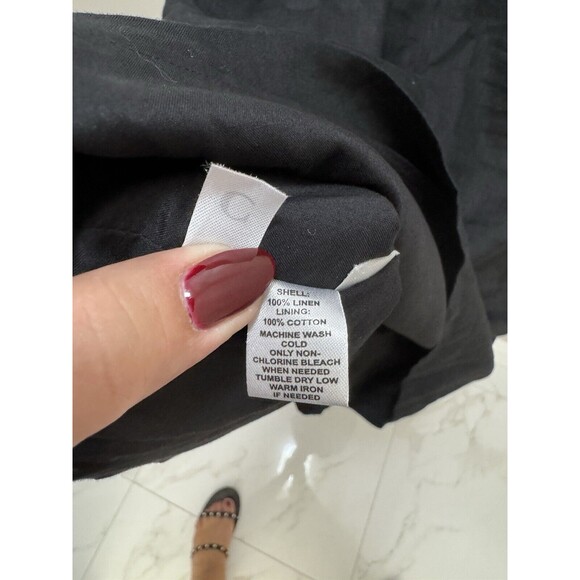 C
SHELL:
100% LINEN
LINING:
100% COTTON
MACHINE WASH
COLD
ONLY NON-
CHLORINE BLEACH
WHEN NEEDED
TUMBLE DRY LOW
WARM IRON
IF NEEDED